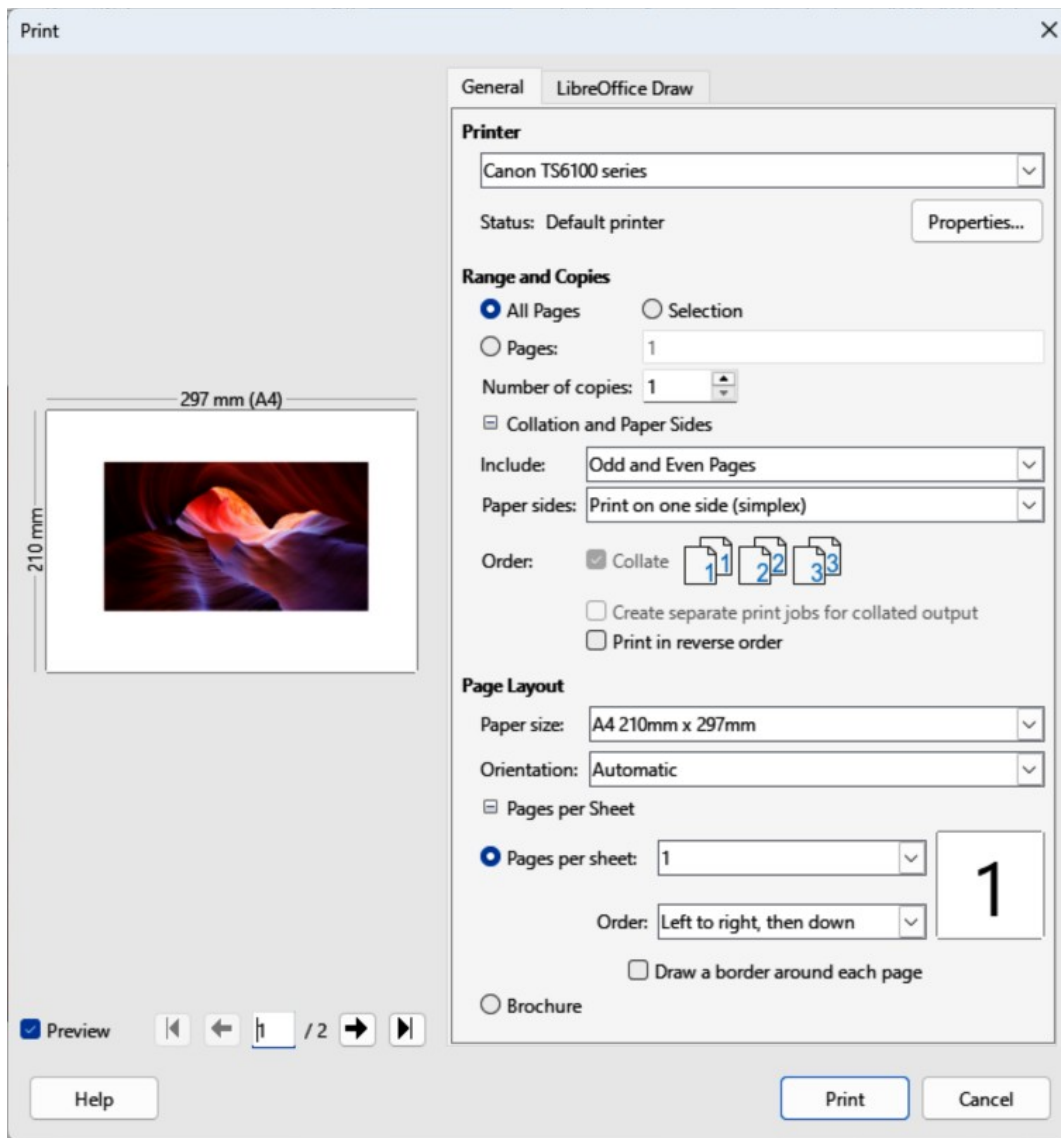 Print
General
LibreOffice Draw
Printer
Canon TS6100 series
Status: Default printer
Properties...
Range and Copies
All Pages
Selection
Pages:
1
Number of copies: 1
Collation and Paper Sides
Include: Odd and Even Pages
Paper sides: Print on one side (simplex)
Order: Collate 1 1 2 2 3 3
Create separate print jobs for collated output
Print in reverse order
Page Layout
Paper size: A4 210mm x 297mm
Orientation: Automatic
Pages per Sheet
Pages per sheet: 1
1
Order: Left to right, then down
Draw a border around each page
Brochure
297 mm (A4)
210 mm
Preview
1 / 2
Help
Print
Cancel